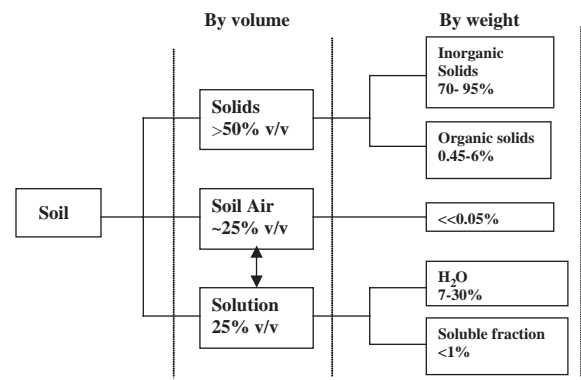 By volume
By weight
Soil
Solids
>50% v/v
Soil Air
~25% v/v
Solution
25% v/v
Inorganic
Solids
70- 95%
Organic solids
0.45-6%
<<0.05%
H₂O
7-30%
Soluble fraction
<1%